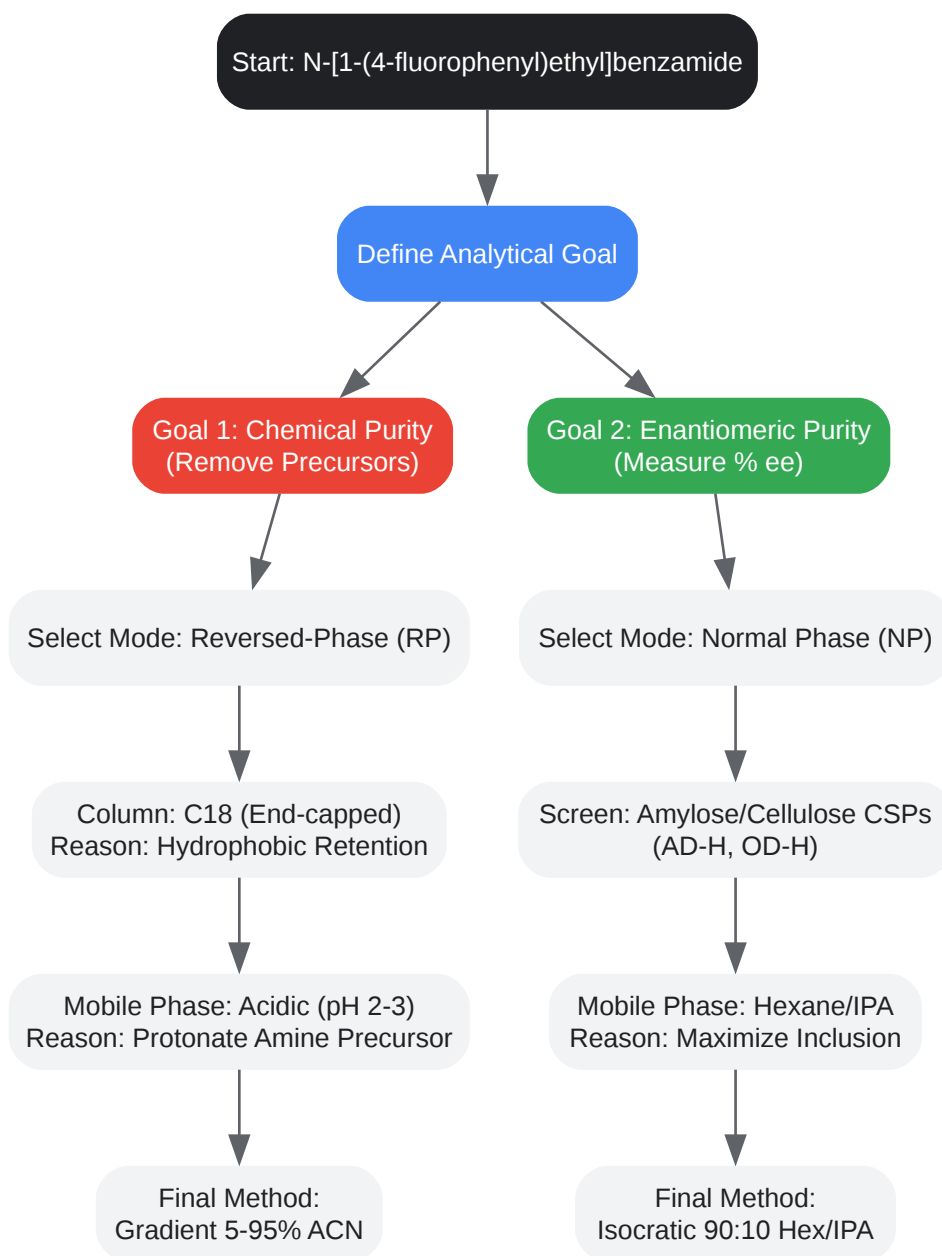 Start: N-[1-(4-fluorophenyl)ethyl]benzamide
Define Analytical Goal
Goal 1: Chemical Purity
(Remove Precursors)
Goal 2: Enantiomeric Purity
(Measure % ee)
Select Mode: Reversed-Phase (RP)
Select Mode: Normal Phase (NP)
Column: C18 (End-capped)
Reason: Hydrophobic Retention
Screen: Amylose/Cellulose CSPs
(AD-H, OD-H)
Mobile Phase: Acidic (pH 2-3)
Reason: Protonate Amine Precursor
Mobile Phase: Hexane/IPA
Reason: Maximize Inclusion
Final Method:
Gradient 5-95% ACN
Final Method:
Isocratic 90:10 Hex/IPA